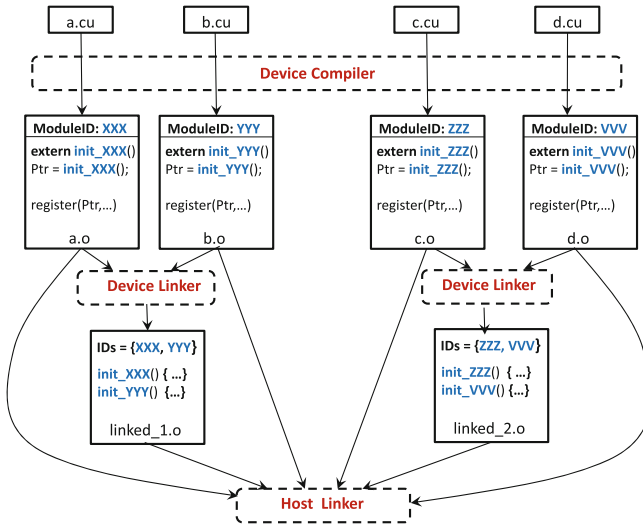 a.cu
b.cu
c.cu
d.cu
Device Compiler
ModuleID: XXX
extern init_XXX()
Ptr = init_XXX();
register(Ptr,...)
a.o
ModuleID: YYY
extern init_YYY()
Ptr = init_YYY();
register(Ptr,...)
b.o
ModuleID: ZZZ
extern init_ZZZ()
Ptr = init_ZZZ();
register(Ptr,...)
c.o
ModuleID: VVV
extern init_VVV()
Ptr = init_VVV();
register(Ptr,...)
d.o
Device Linker
Device Linker
IDs = {XXX, YYY}
init_XXX() { ...}
init_YYY() {...}
linked_1.o
IDs = {ZZZ, VVV}
init_ZZZ() { ...}
init_VVV() {...}
linked_2.o
Host Linker